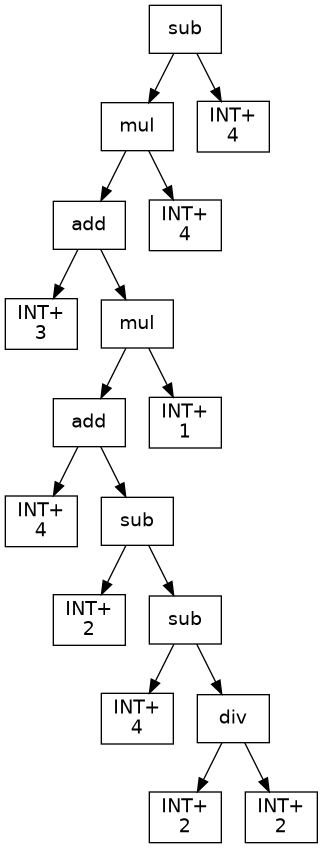 sub
mul
INT+
4
add
INT+
4
INT+
3
mul
add
INT+
1
INT+
4
sub
INT+
2
sub
INT+
4
div
INT+
2
INT+
2